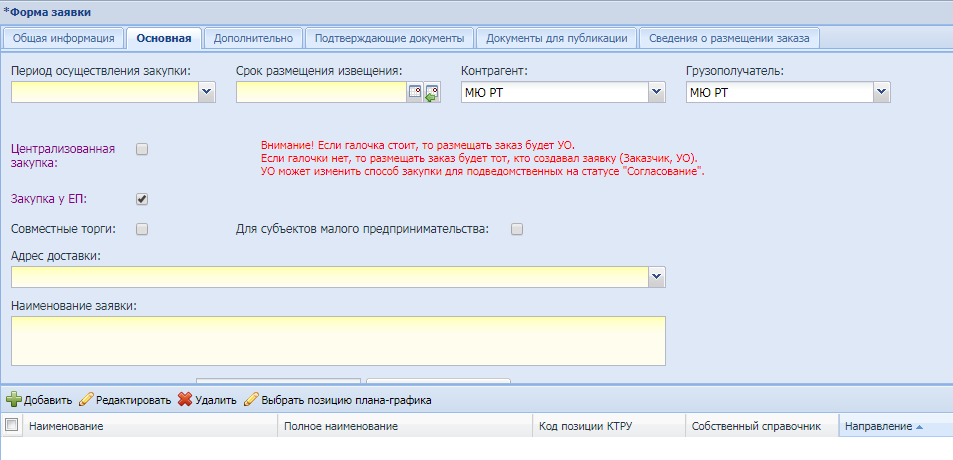 *Форма заявки
Общая информация Основная Дополнительно Подтверждающие документы Документы для публикации Сведения о размещении заказа
Период осуществления закупки: Срок размещения извещения: Контрагент: Грузополучатель:
МЮ РТ МЮ РТ
Централизованная закупка:
Внимание! Если галочка стоит, то размещать заказ будет УО.
Если галочки нет, то размещать заказ будет тот, кто создавал заявку (Заказчик, УО).
УО может изменить способ закупки для подведомственных на статусе "Согласование".
Закупка у ЕП:
Совместные торги: Для субъектов малого предпринимательства:
Адрес доставки:
Наименование заявки:
Добавить Редактировать Удалить Выбрать позицию плана-графика
Наименование Полное наименование Код позиции КТРУ Собственный справочник Направление